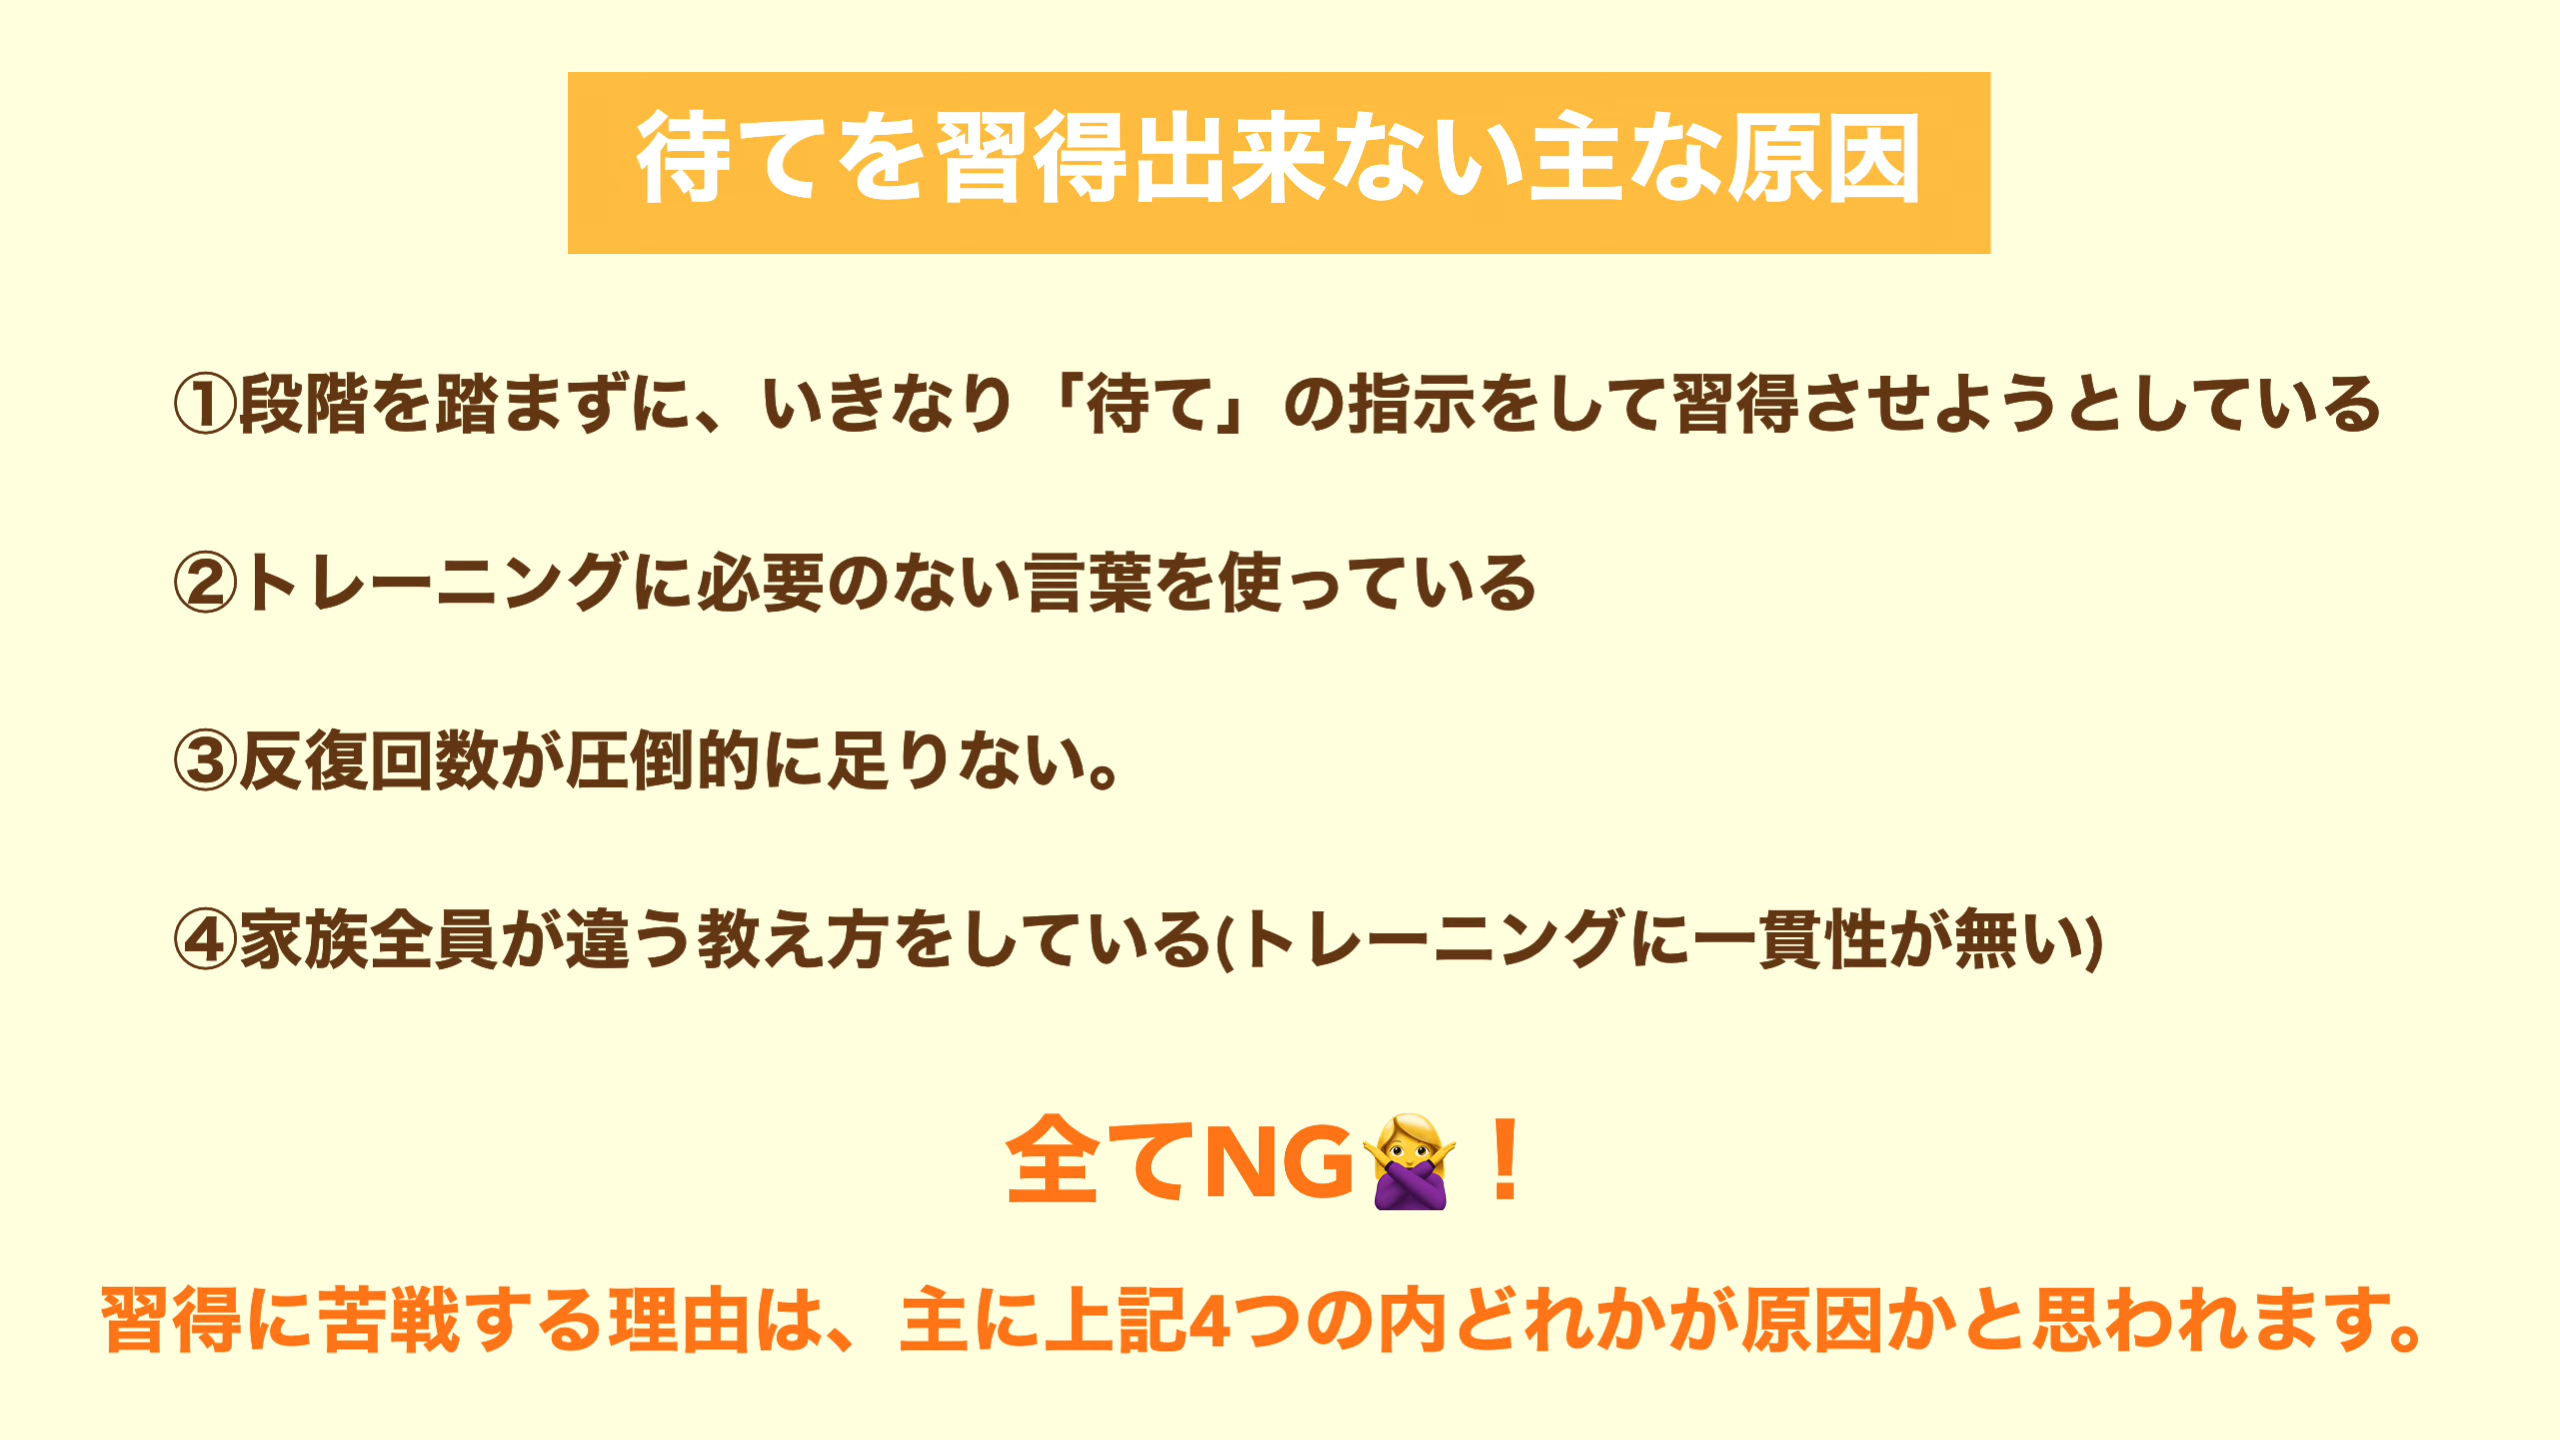 待てを習得出来ない主な原因
①段階を踏まずに、いきなり「待て」の指示をして習得させようとしている
②トレーニングに必要のない言葉を使っている
③反復回数が圧倒的に足りない。
④家族全員が違う教え方をしている(トレーニングに一貫性が無い)
全てNG🙅‍♀️！
習得に苦戦する理由は、主に上記4つの内どれかが原因かと思われます。